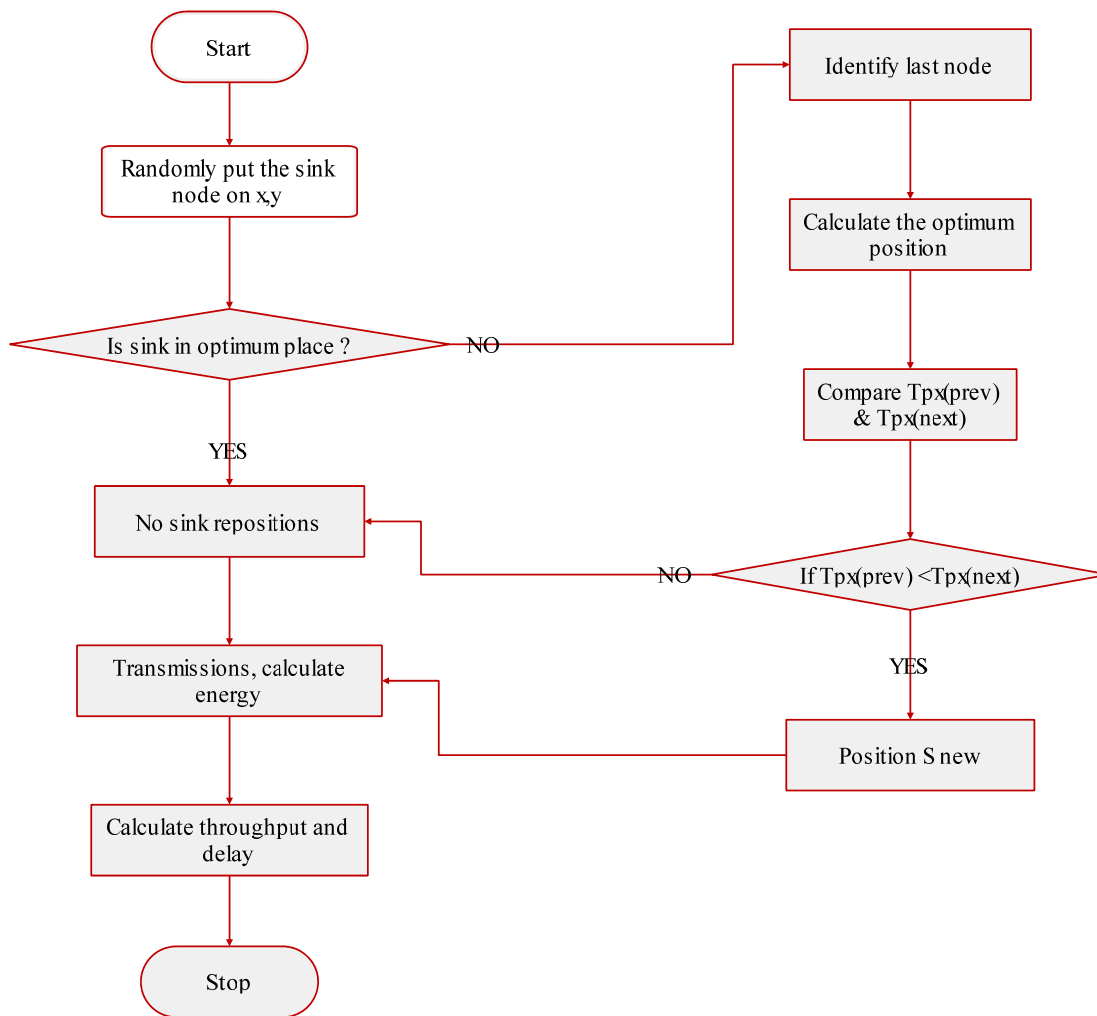 Start
Randomly put the sink
node on x,y
Is sink in optimum place ?
NO
YES
No sink repositions
Transmissions, calculate
energy
Calculate throughput and
delay
Stop
Identify last node
Calculate the optimum
position
Compare Tpx(prev)
& Tpx(next)
If Tpx(prev) <Tpx(next)
NO
YES
Position S new